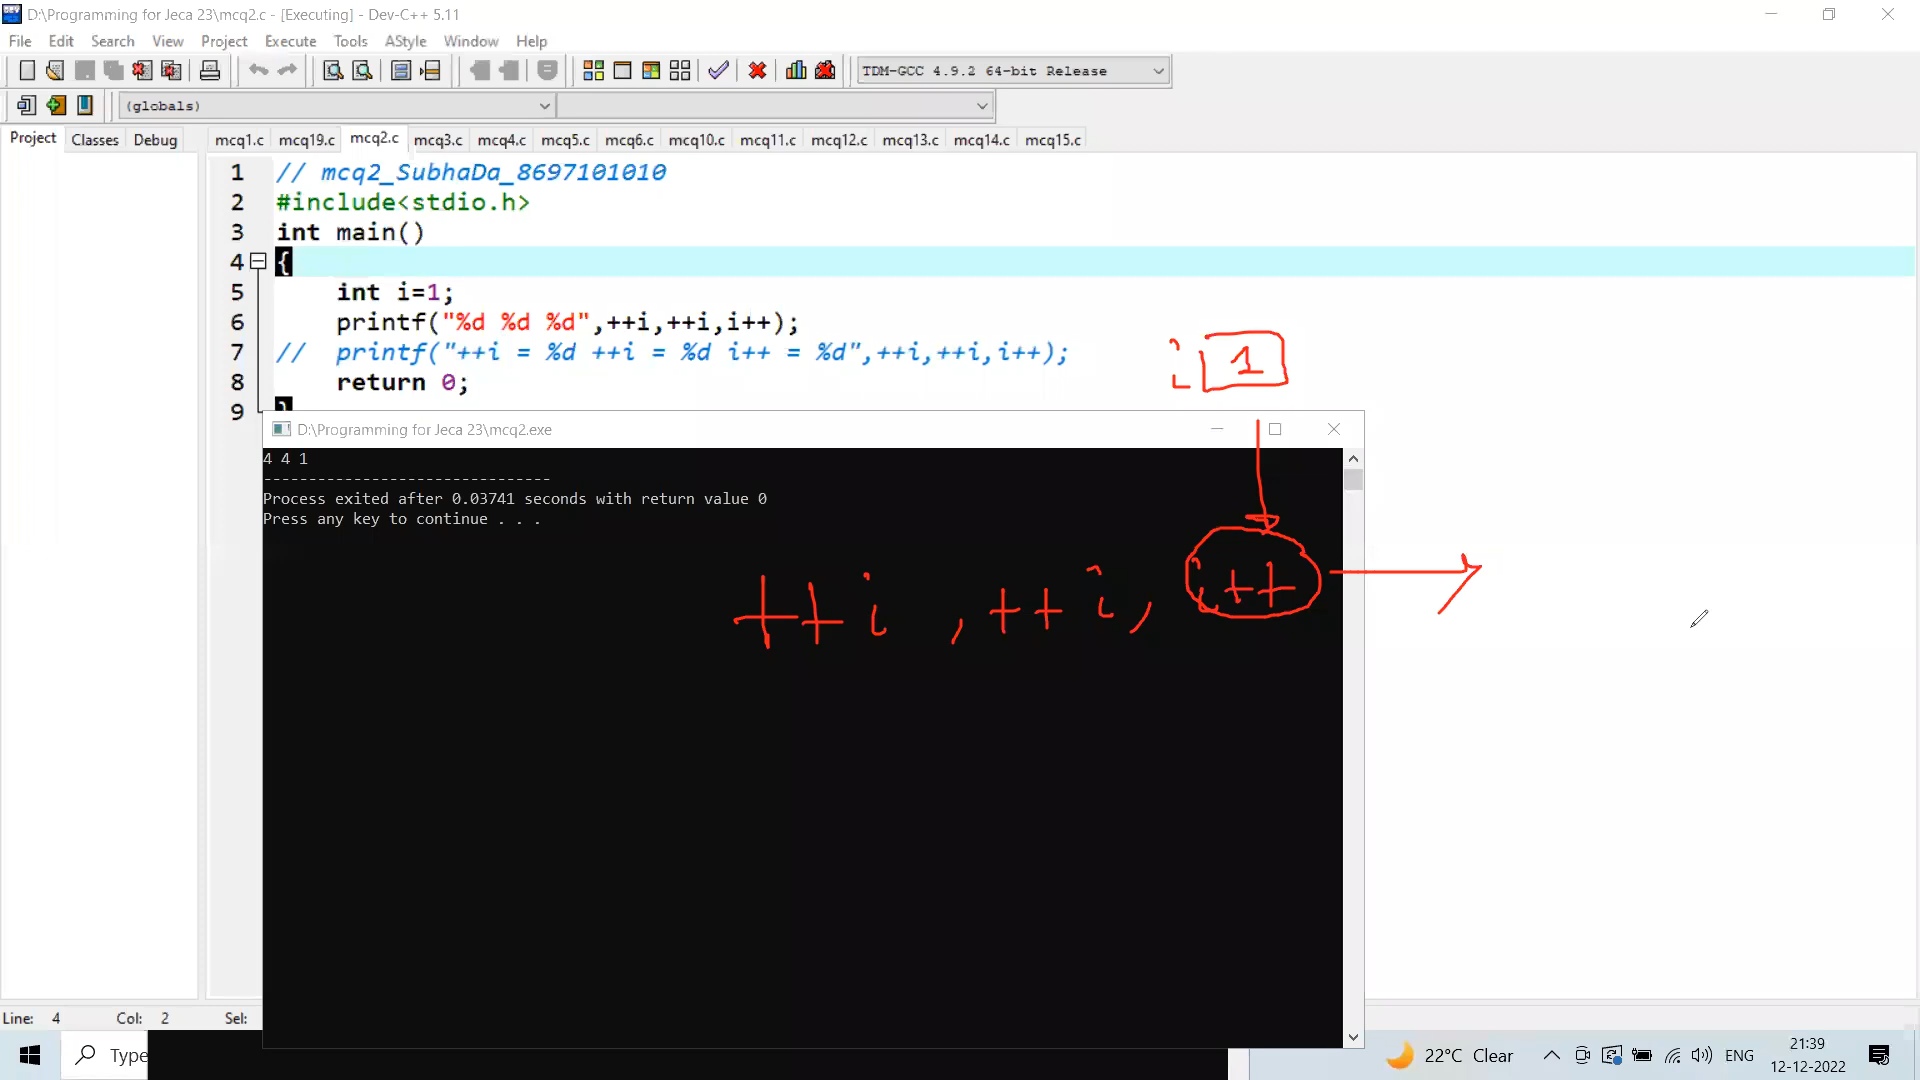 D:\Programming for Jeca 23\mcq2.c - [Executing] - Dev-C++ 5.11
File Edit Search View Project Execute Tools AStyle Window Help
TDM-GCC 4.9.2 64-bit Release
(globals)
Project Classes Debug mcq1.c mcq19.c mcq2.c mcq3.c mcq4.c mcq5.c mcq6.c mcq10.c mcq11.c mcq12.c mcq13.c mcq14.c mcq15.c
1 // mcq2_SubhaDa_8697101010
2 #include<stdio.h>
3 int main()
4 {
5 int i=1;
6 printf("%d %d %d",++i,++i,i++);
7 // printf("++i = %d ++i = %d i++ = %d",++i,++i,i++);
8 return 0;
9 }
i 1
D:\Programming for Jeca 23\mcq2.exe
4 4 1
--------------------------------
Process exited after 0.03741 seconds with return value 0
Press any key to continue . . .
++i , ++i, i++
Line: 4 Col: 2 Sel:
Type
22°C Clear
ENG
21:39
12-12-2022